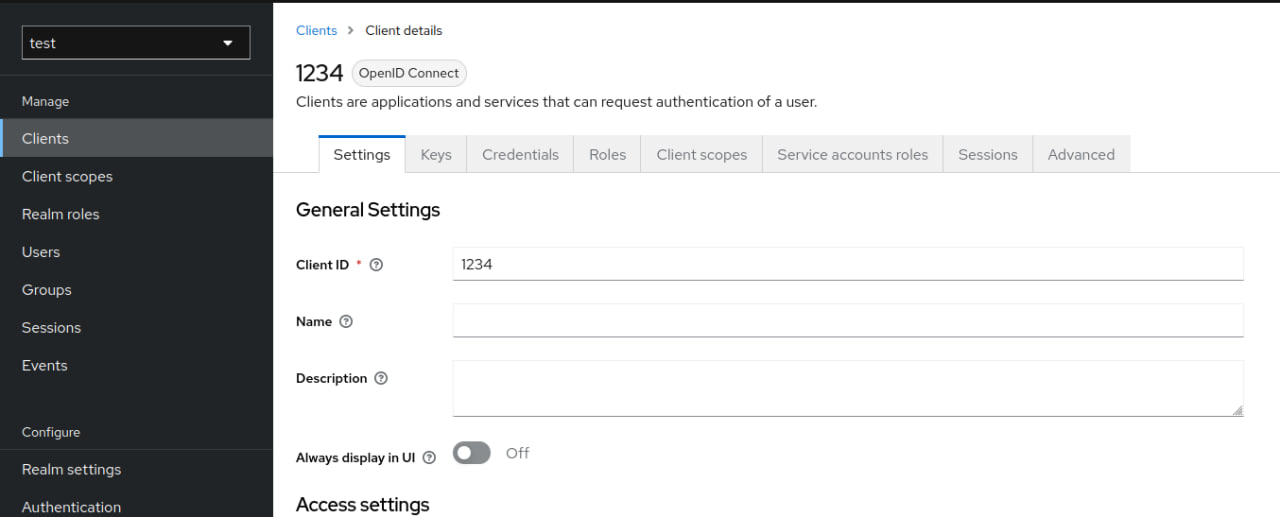 test
Manage
Clients
Client scopes
Realm roles
Users
Groups
Sessions
Events
Configure
Realm settings
Authentication
Clients > Client details
1234 OpenID Connect
Clients are applications and services that can request authentication of a user.
Settings Keys Credentials Roles Client scopes Service accounts roles Sessions Advanced
General Settings
Client ID * 1234
Name
Description
Always display in UI Off
Access settings